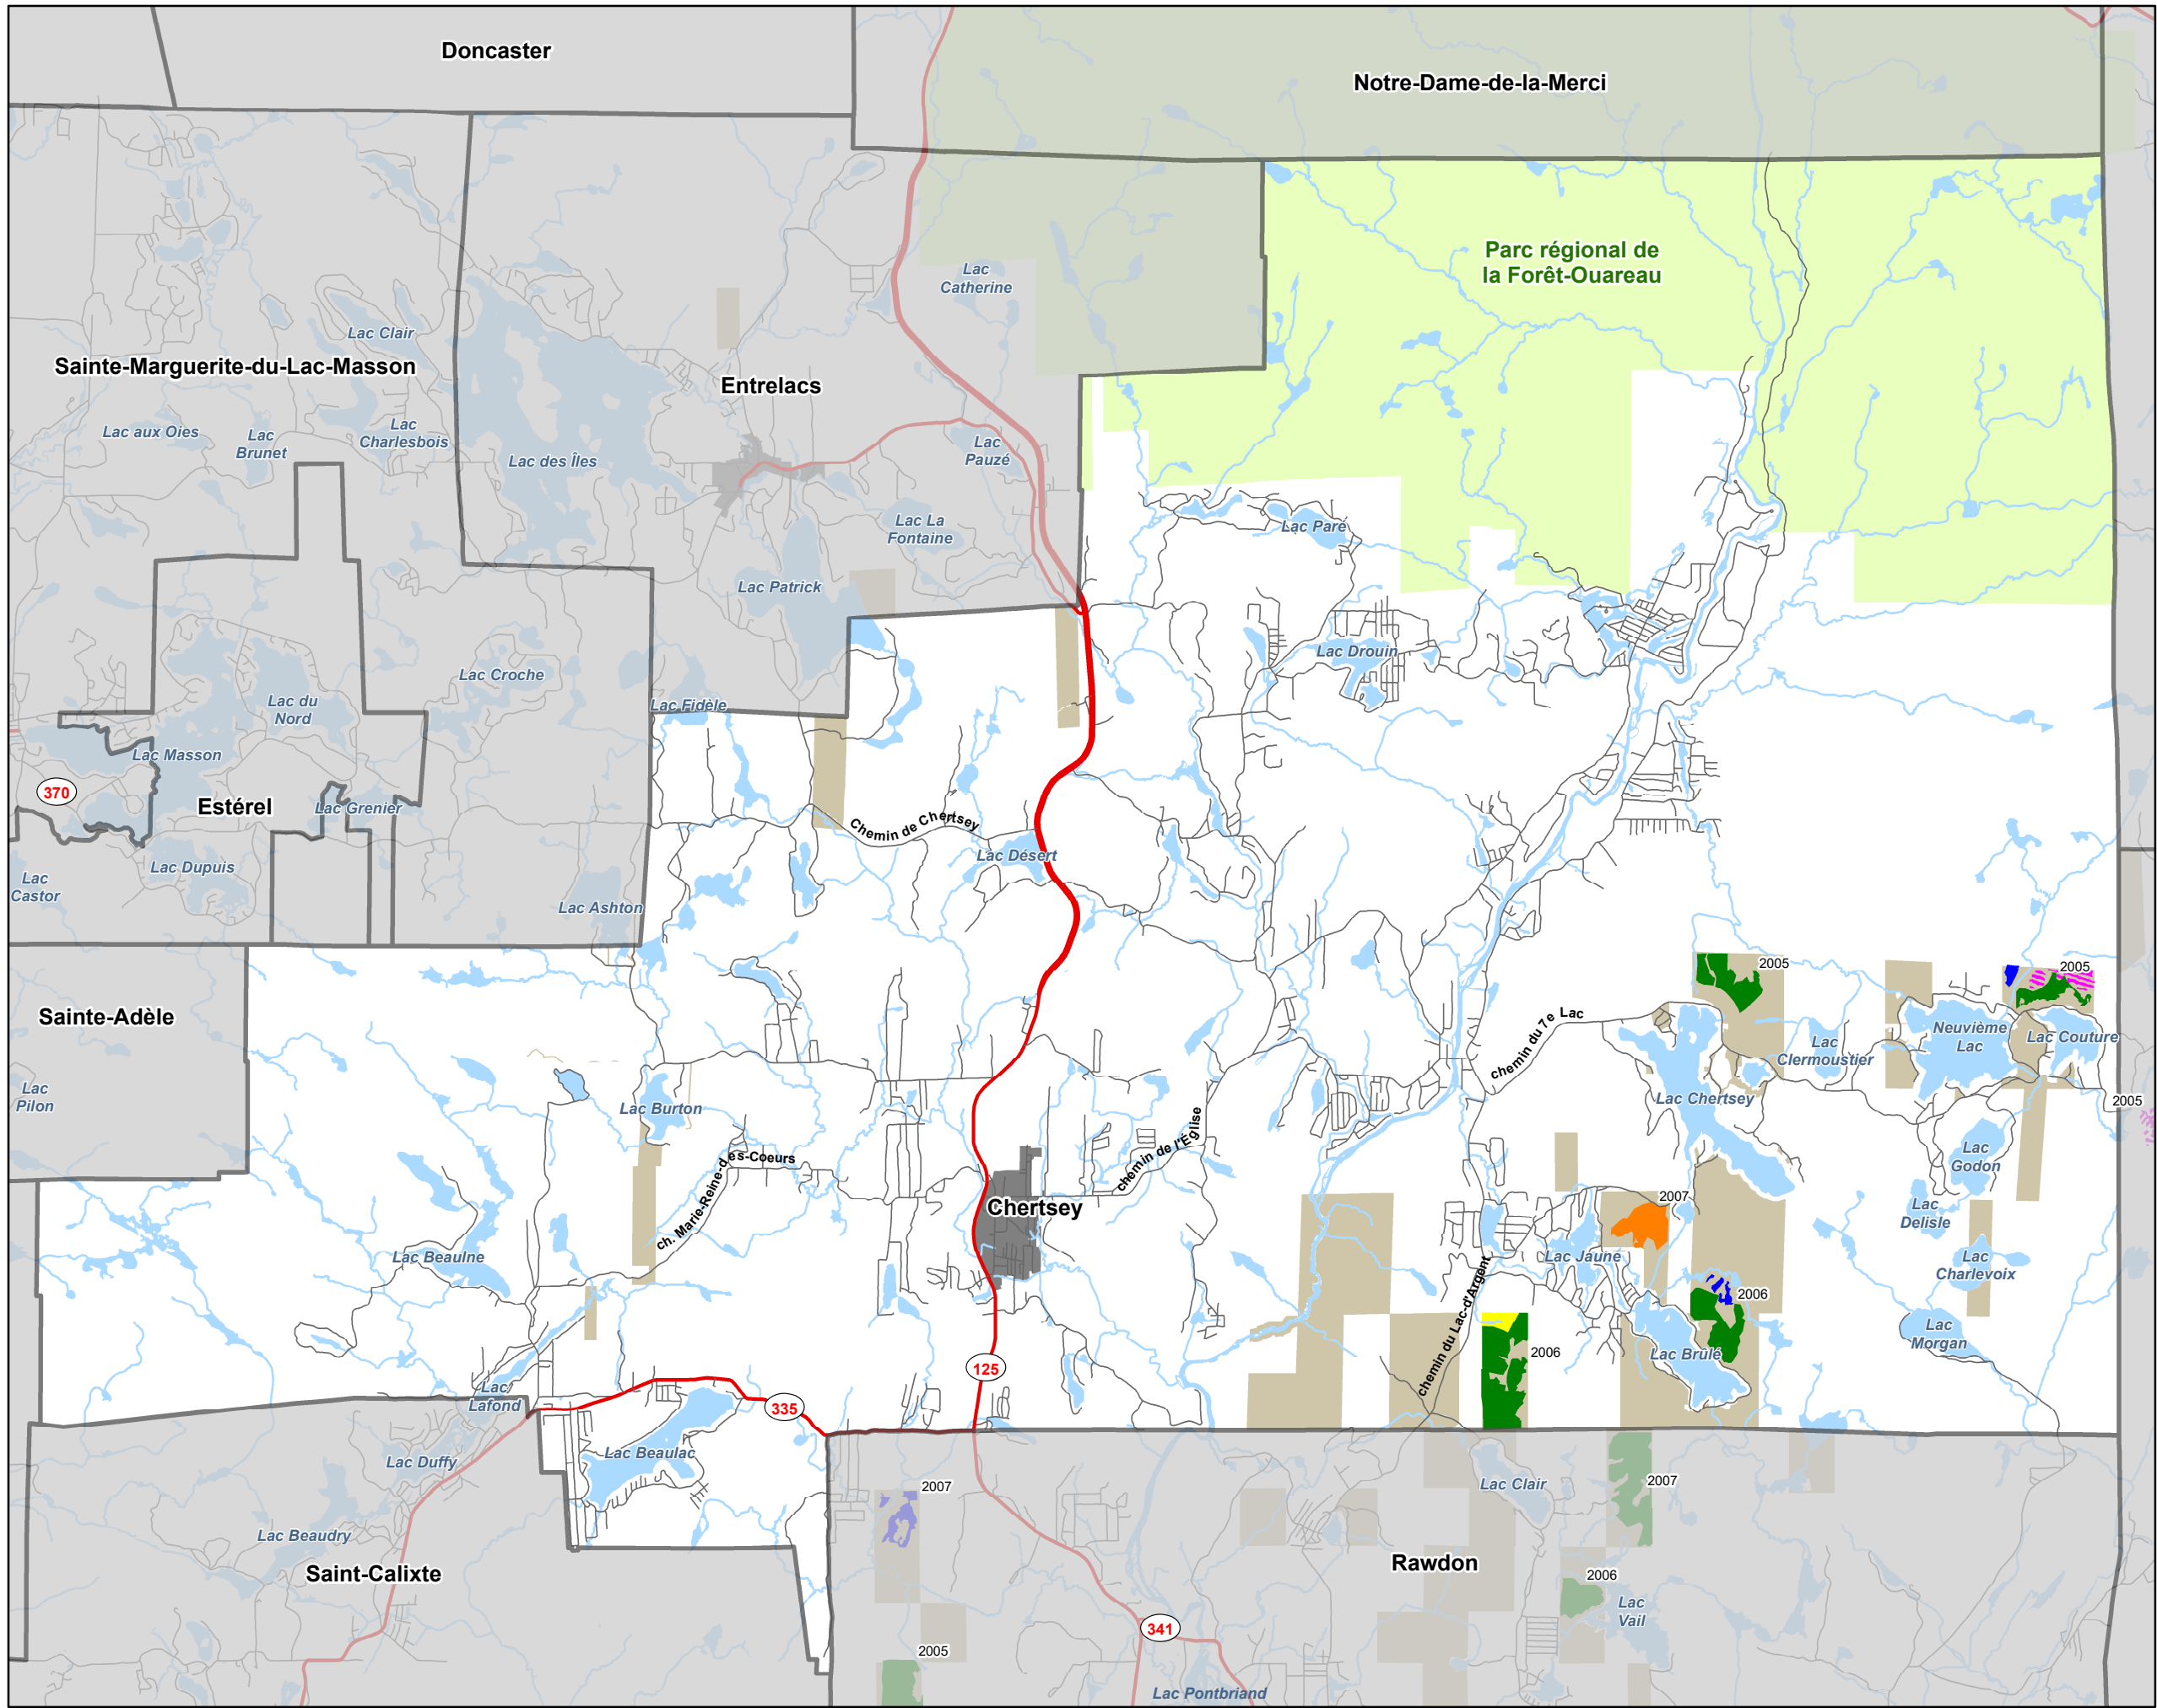 Doncaster
Notre-Dame-de-la-Merci
Parc régional de
la Forêt-Ouareau
Lac
Catherine
Lac Clair
Sainte-Marguerite-du-Lac-Masson
Entrelacs
Lac aux Oies
Lac
Brunet
Lac
Charlesbois
Lac des Îles
Lac
Pauzé
Lac La
Fontaine
Lac Paré
Lac Patrick
Lac Drouin
Lac Croche
Lac du
Nord
Lac Fidèle
Lac Masson
370
Estérel
Lac Grenier
Chemin de Chertsey
Lac Désert
Lac Dupuis
Lac
Castor
Lac Ashton
2005
2005
Sainte-Adèle
chemin du 7e Lac
Neuvième
Lac
Lac Couture
Lac
Clermoustier
Lac
Pilon
Lac Burton
Lac Chertsey
2005
chemin de l'Église
ch. Marie-Reine-des-Coeurs
Lac
Godon
2007
Chertsey
Lac
Delisle
Lac Beaulne
Lac Jaune
Lac
Charlevoix
chemin du Lac-d'Argent
2006
Lac
Morgan
2006
Lac Brûlé
125
Lac
Lafond
335
Lac Beaulac
Lac Duffy
2007
Lac Clair
2007
Lac Beaudry
Saint-Calixte
Rawdon
2006
Lac
Vail
341
2005
Lac Pontbriand